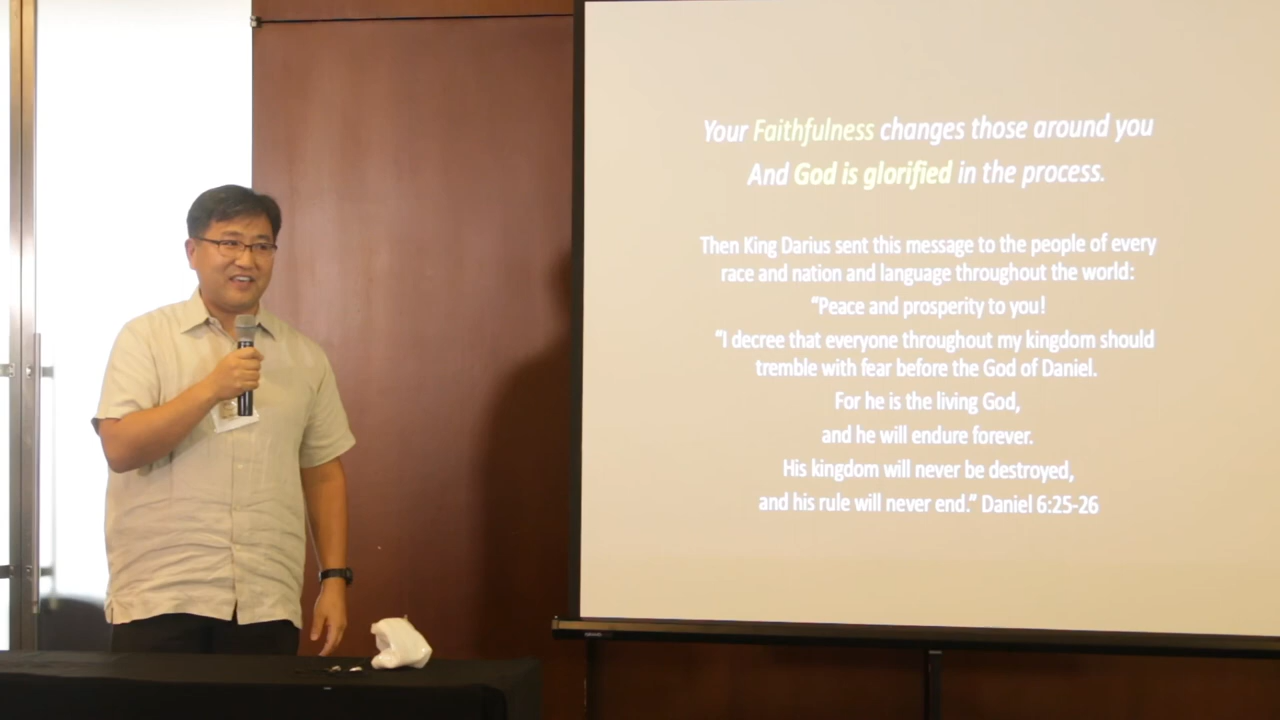 Your Faithfulness changes those around you
And God is glorified in the process.
Then King Darius sent this message to the people of every
race and nation and language throughout the world:
“Peace and prosperity to you!
“I decree that everyone throughout my kingdom should
tremble with fear before the God of Daniel.
For he is the living God,
and he will endure forever.
His kingdom will never be destroyed,
and his rule will never end.” Daniel 6:25-26